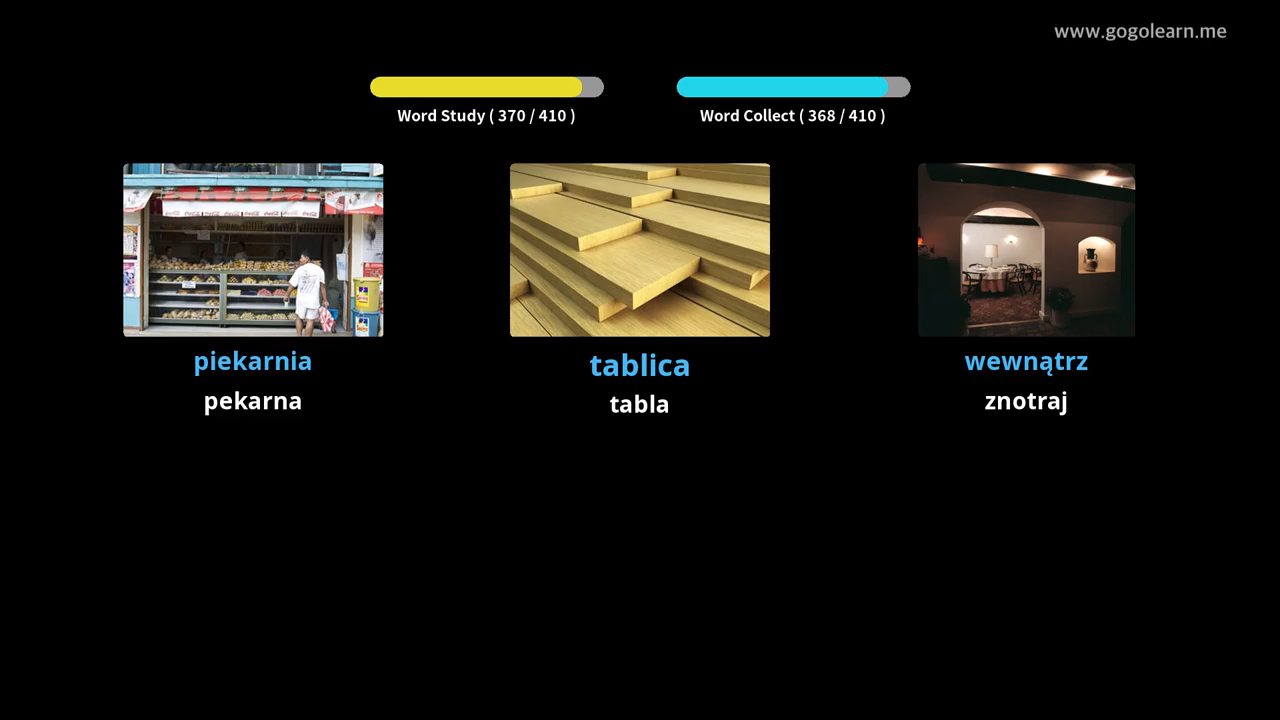 www.gogolearn.me
Word Study ( 370 / 410 )
Word Collect ( 368 / 410 )
piekarnia
tablica
wewnątrz
pekarna
tabla
znotraj